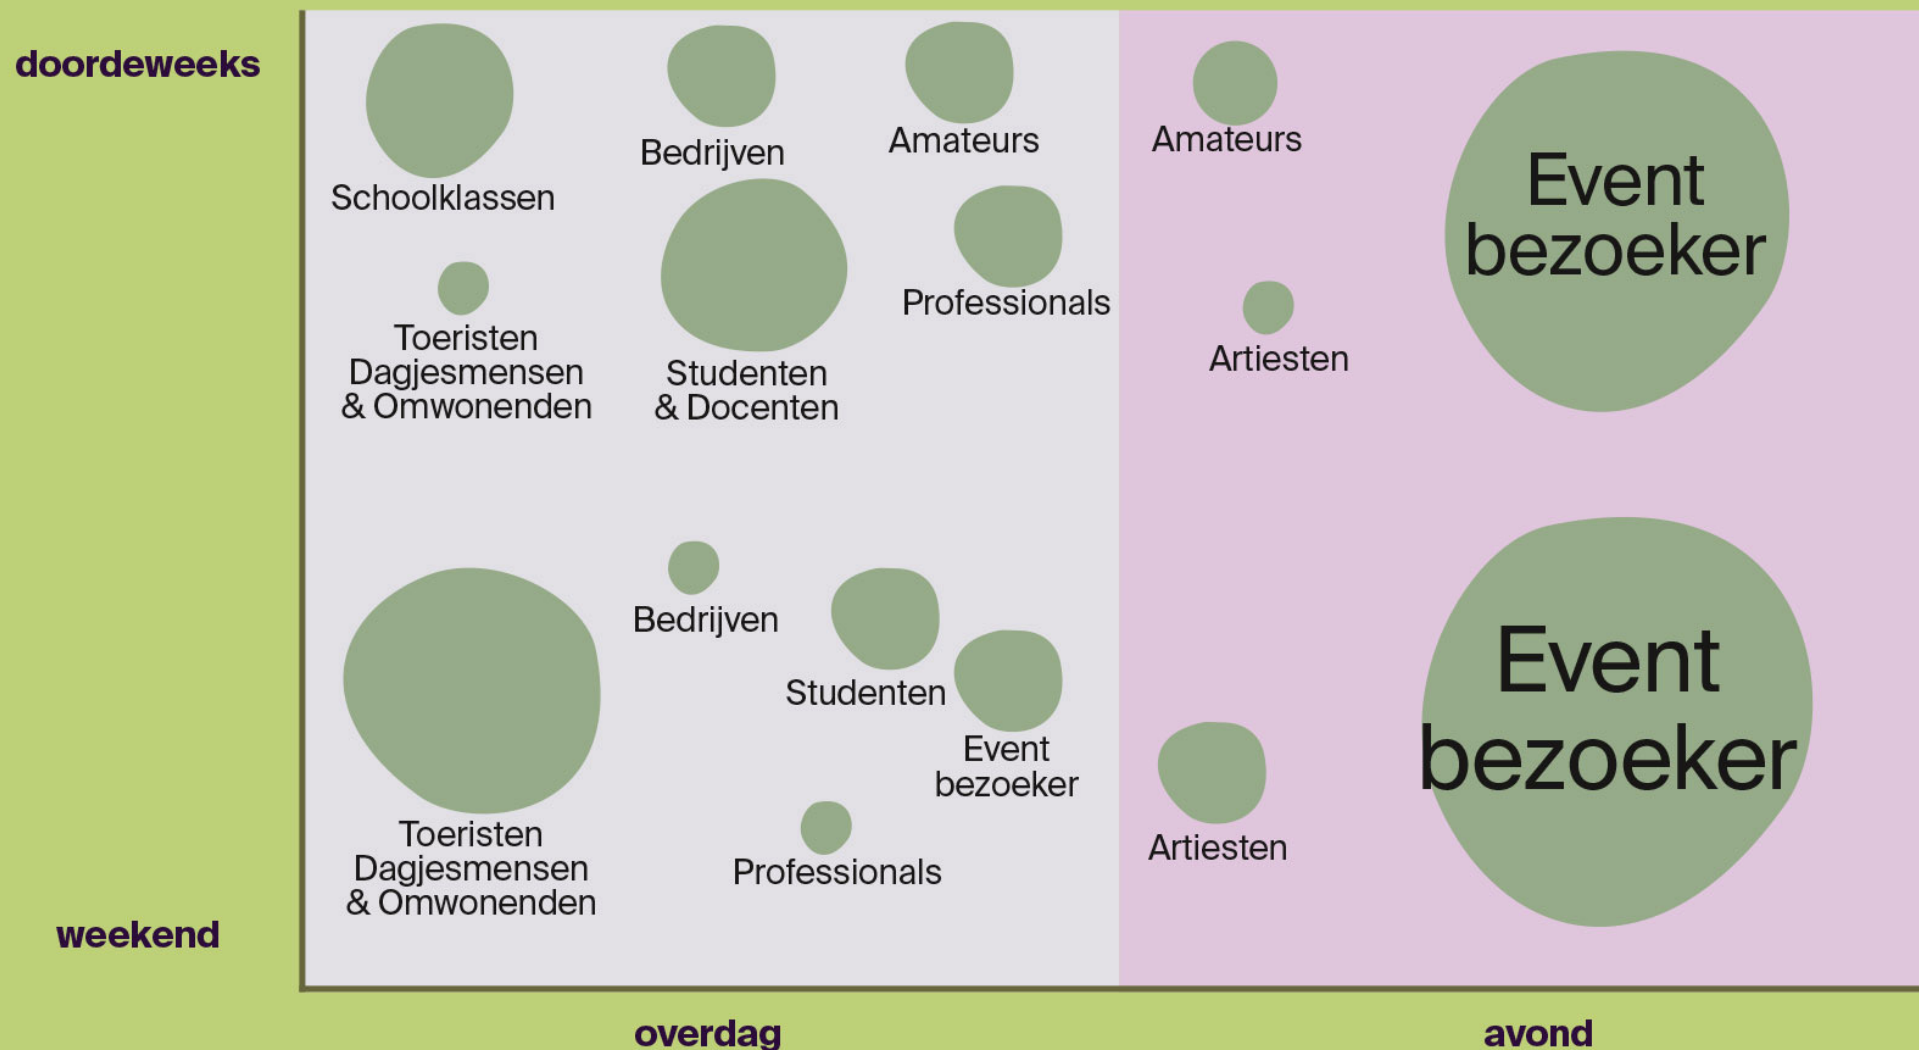 doordeweeks
Schoolklassen
Bedrijven
Amateurs
Toeristen
Dagjesmensen
& Omwonenden
Studenten
& Docenten
Professionals
Amateurs
Artiesten
Event
bezoeker
weekend
Toeristen
Dagjesmensen
& Omwonenden
Bedrijven
Studenten
Event
bezoeker
Professionals
Artiesten
Event
bezoeker
overdag
avond